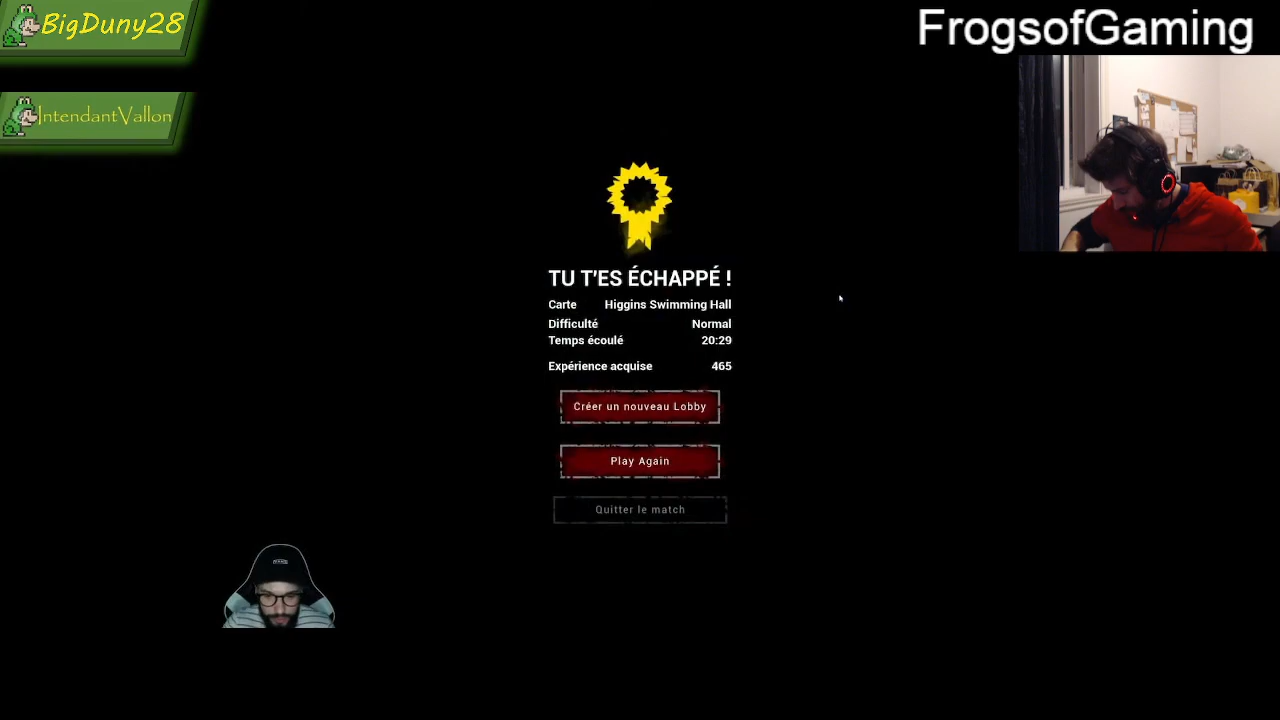 BigDuny28
FrogsofGaming
IntendantVallon
TU T'ES ÉCHAPPÉ !
Carte Higgins Swimming Hall
Difficulté Normal
Temps écoulé 20:29
Expérience acquise 465
Créer un nouveau Lobby
Play Again
Quitter le match